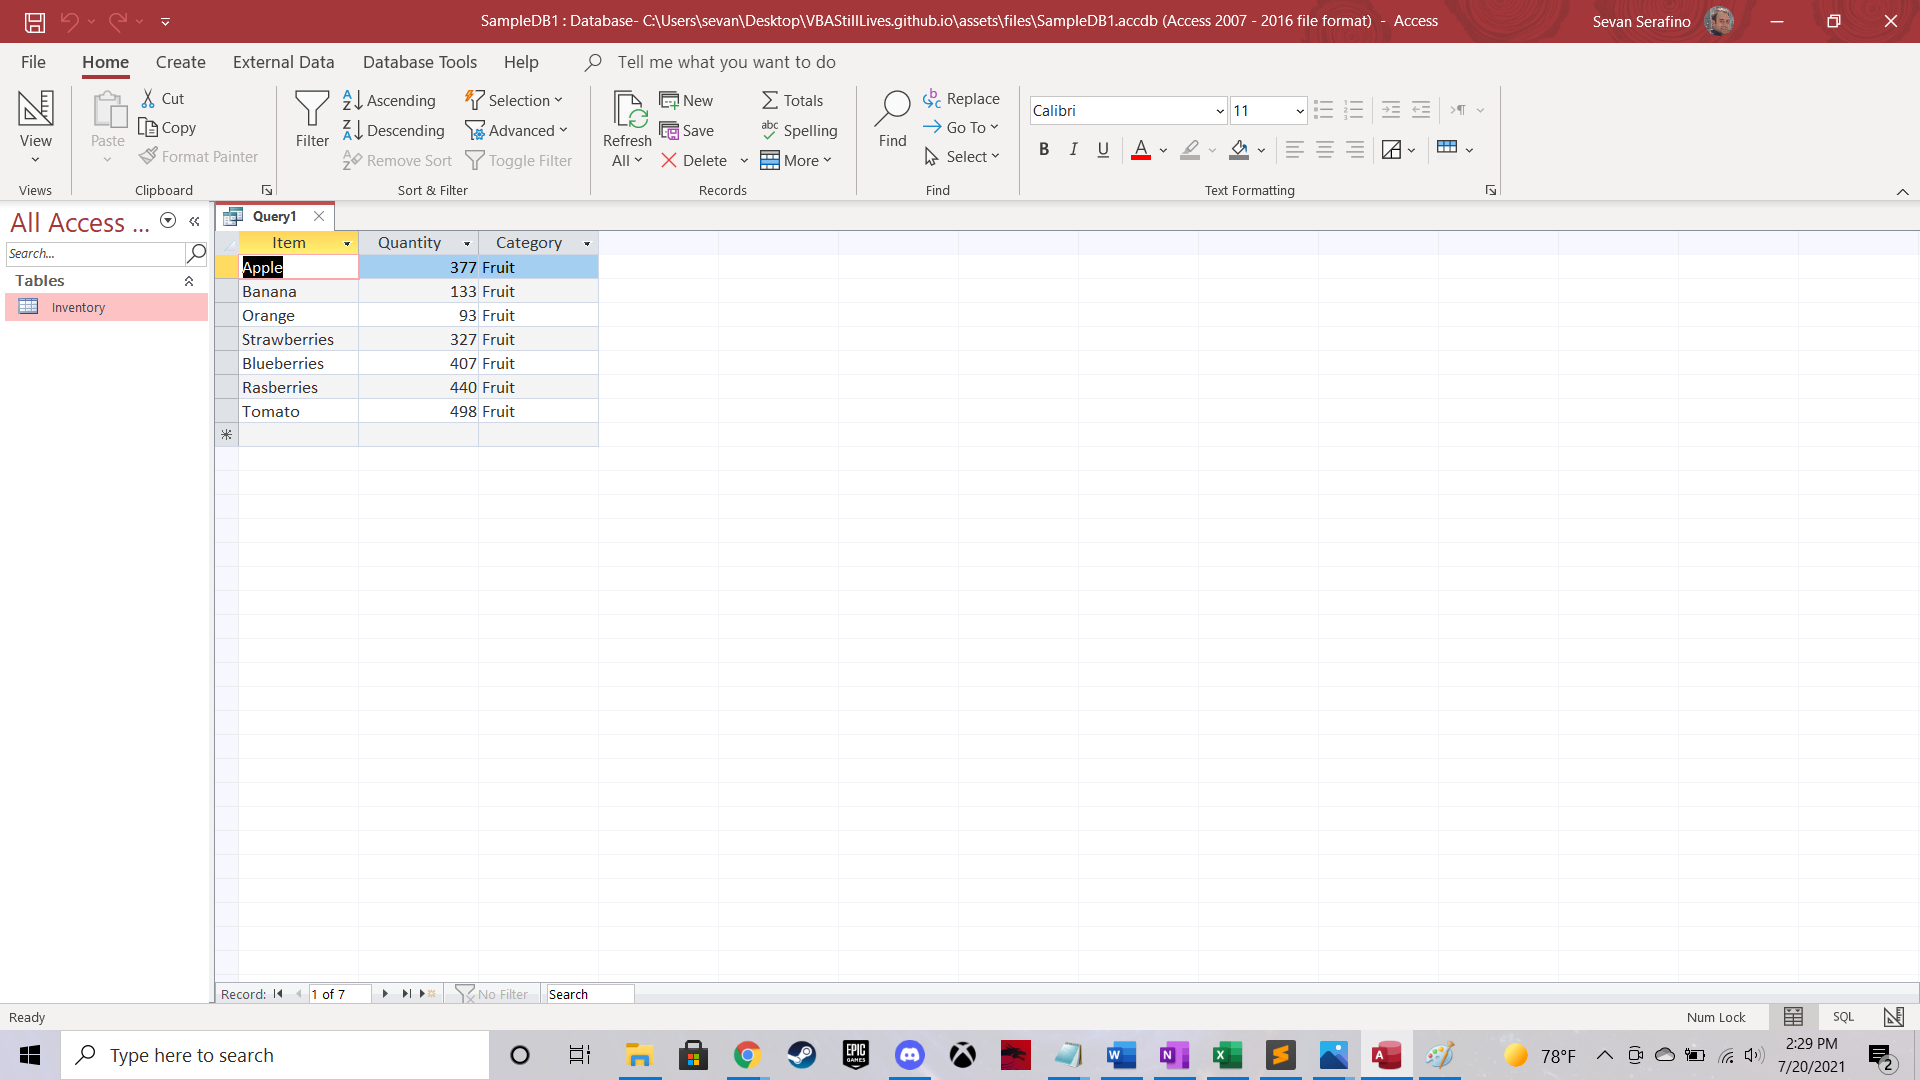 SampleDB1 : Database- C:\Users\sevan\Desktop\VBAStillLives.github.io\assets\files\SampleDB1.accdb (Access 2007 - 2016 file format) - Access
Sevan Serafino
File Home Create External Data Database Tools Help Tell me what you want to do
View
Views
Paste
Cut
Copy
Format Painter
Clipboard
Filter
Ascending
Descending
Remove Sort
Selection
Advanced
Toggle Filter
Sort & Filter
Refresh
All
New
Save
Delete
Totals
Spelling
More
Records
Find
Replace
Go To
Select
Find
Calibri 11
B I U A
Text Formatting
All Access ...
Search...
Tables
Inventory
Query1
Item Quantity Category
Apple 377 Fruit
Banana 133 Fruit
Orange 93 Fruit
Strawberries 327 Fruit
Blueberries 407 Fruit
Rasberries 440 Fruit
Tomato 498 Fruit
Record: 1 of 7 No Filter Search
Ready
Num Lock SQL
Type here to search
EPIC
GAMES
78°F
2:29 PM
7/20/2021
2